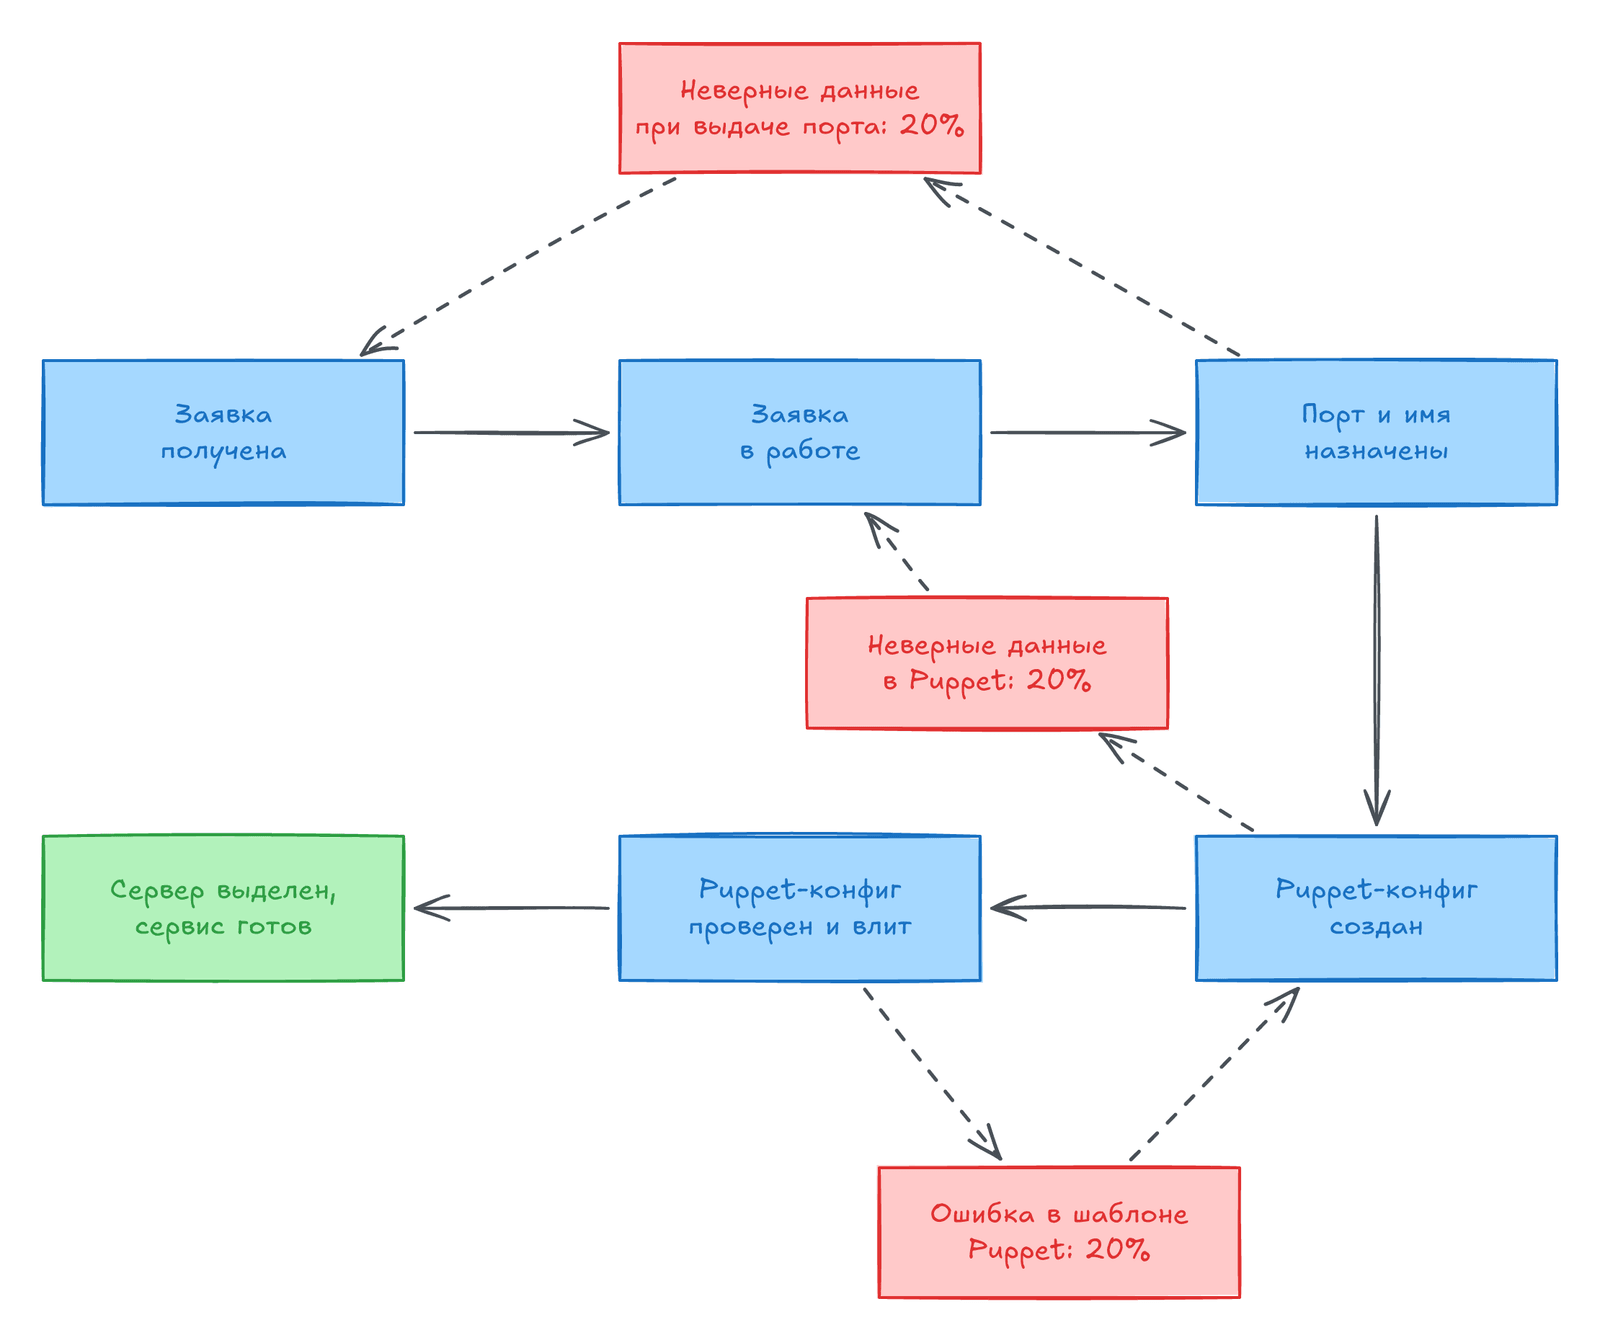 Неверные данные
при выдаче порта: 20%
Заявка
получена
Заявка
в работе
Порт и имя
назначены
Неверные данные
в Puppet: 20%
Сервер выделен,
сервис готов
Puppet-конфиг
проверен и влит
Puppet-конфиг
создан
Ошибка в шаблоне
Puppet: 20%